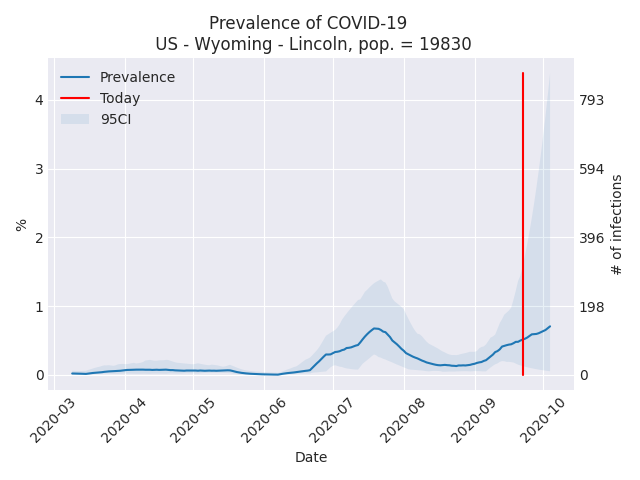 Prevalence of COVID-19
US - Wyoming - Lincoln, pop. = 19830
Prevalence
Today
95CI
%
4
3
2
1
0
793
594
396
198
0
# of infections
2020-03
2020-04
2020-05
2020-06
2020-07
2020-08
2020-09
2020-10
Date